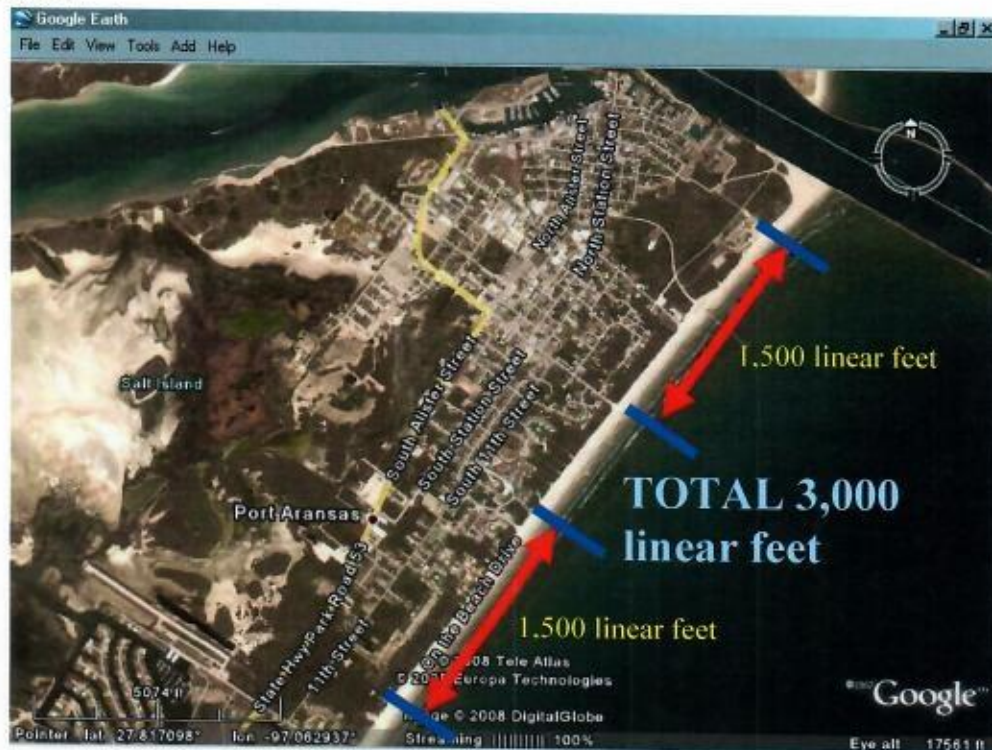 Google Earth
File Edit View Tools Add Help
North Alister Street
North Station Street
1,500 linear feet
Salt Island
South Alister Street
South Station Street
South 11th Street
TOTAL 3,000
linear feet
Port Aransas
On the Beach Drive
1,500 linear feet
State Hwy Park Road 53
11th Street
© 2008 Tele Atlas
Europa Technologies
5074 ft
Google
© 2008 DigitalGlobe
Pointer lat 27.817098° lon -97.062937° Streaming 100% Eye alt 17561 ft
N